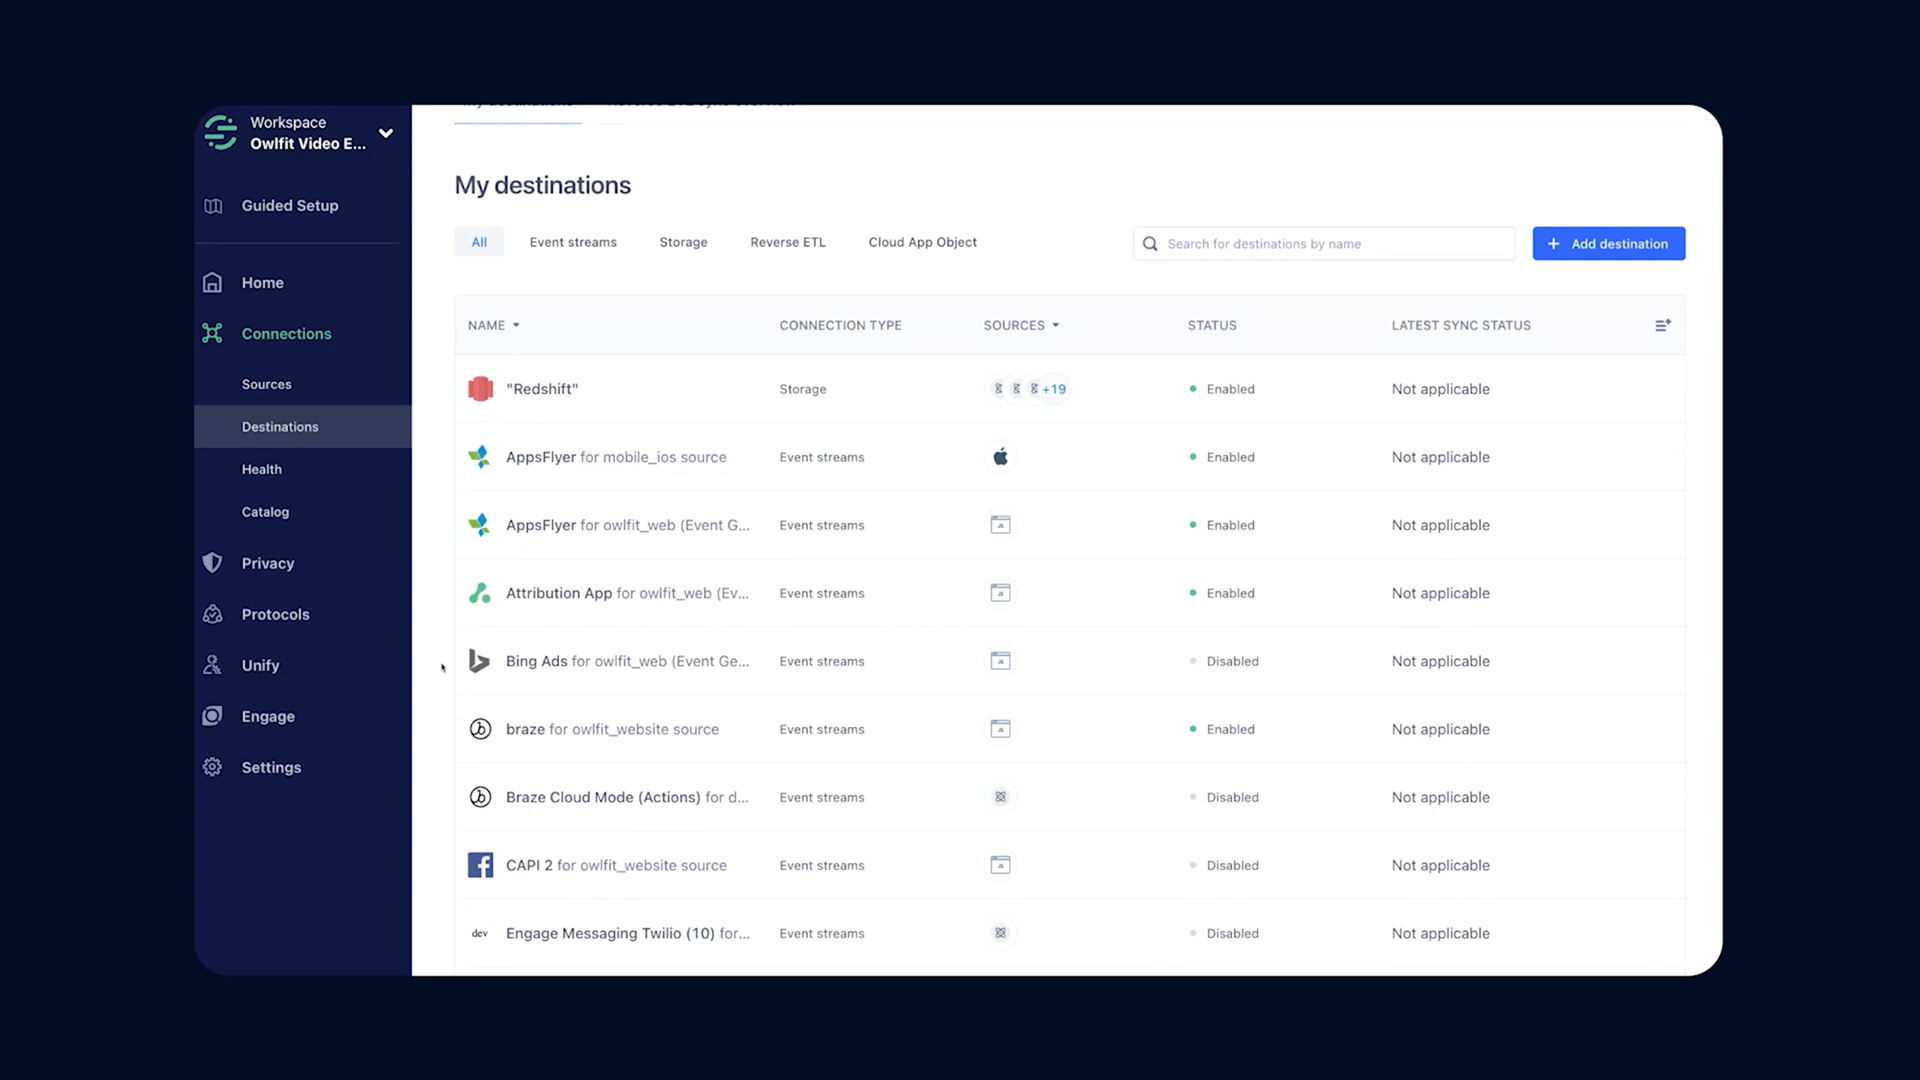 Workspace
Owlfit Video E...
Guided Setup
Home
Connections
Sources
Destinations
Health
Catalog
Privacy
Protocols
Unify
Engage
Settings
My destinations
All Event streams Storage Reverse ETL Cloud App Object Search for destinations by name + Add destination
NAME CONNECTION TYPE SOURCES STATUS LATEST SYNC STATUS
"Redshift" Storage +19 Enabled Not applicable
AppsFlyer for mobile_ios source Event streams Enabled Not applicable
AppsFlyer for owlfit_web (Event G... Event streams JS Enabled Not applicable
Attribution App for owlfit_web (Ev... Event streams JS Enabled Not applicable
Bing Ads for owlfit_web (Event Ge... Event streams JS Disabled Not applicable
braze for owlfit_website source Event streams JS Enabled Not applicable
Braze Cloud Mode (Actions) for d... Event streams Disabled Not applicable
CAPI 2 for owlfit_website source Event streams JS Disabled Not applicable
dev Engage Messaging Twilio (10) for... Event streams Disabled Not applicable